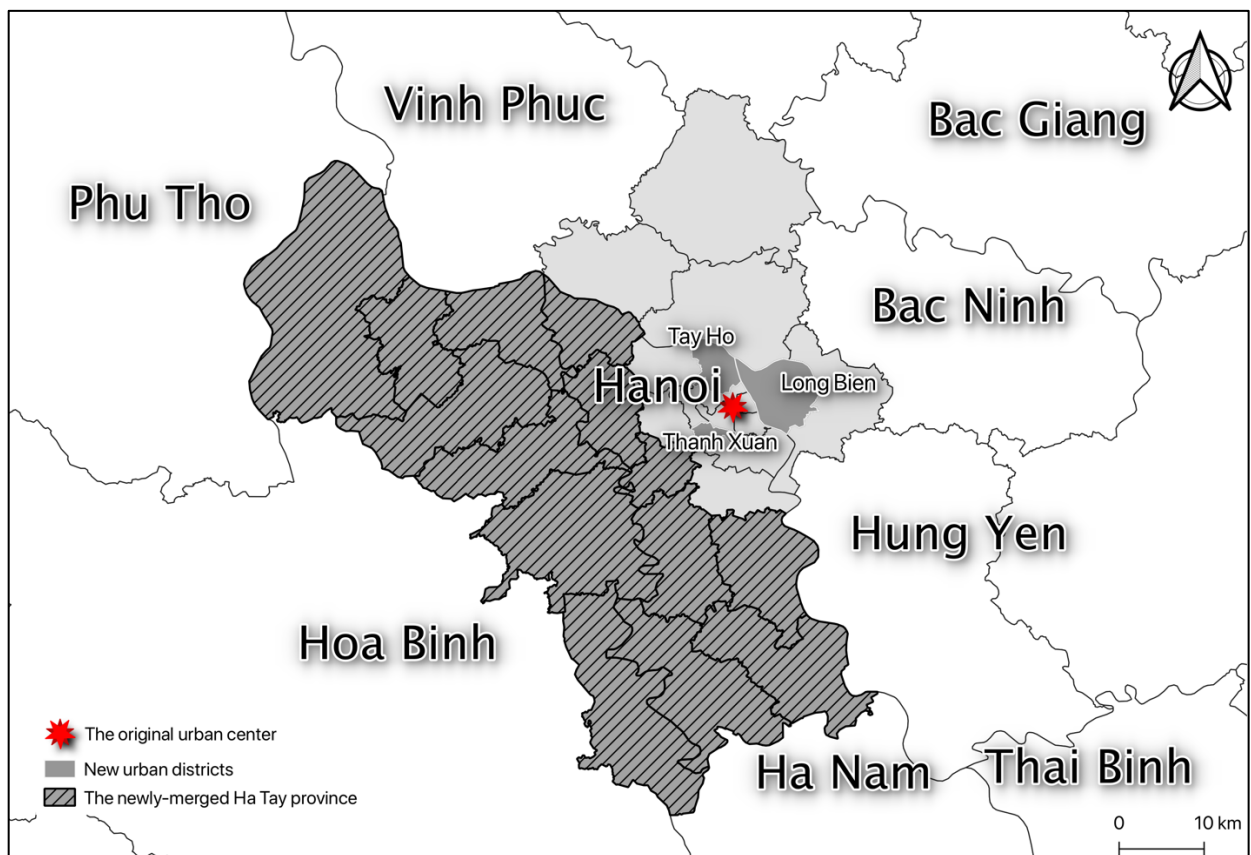 Vinh Phuc
Bac Giang
Phu Tho
Bac Ninh
Tay Ho
Hanoi
Long Bien
Thanh Xuan
Hung Yen
Hoa Binh
The original urban center
New urban districts
The newly-merged Ha Tay province
Ha Nam
Thai Binh
0 10 km